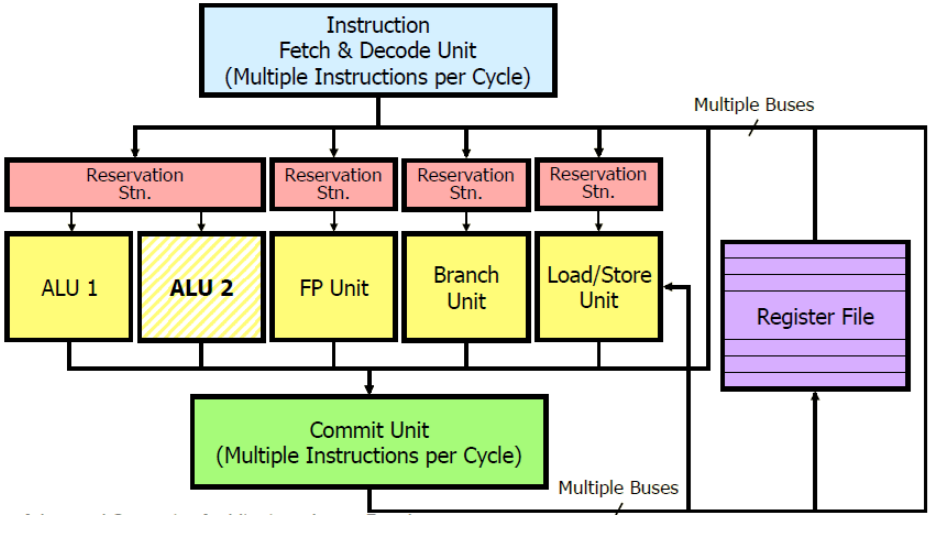 Instruction
Fetch & Decode Unit
(Multiple Instructions per Cycle)
Multiple Buses
Reservation
Stn.
Reservation
Stn.
Reservation
Stn.
Reservation
Stn.
ALU 1
ALU 2
FP Unit
Branch
Unit
Load/Store
Unit
Register File
Commit Unit
(Multiple Instructions per Cycle)
Multiple Buses